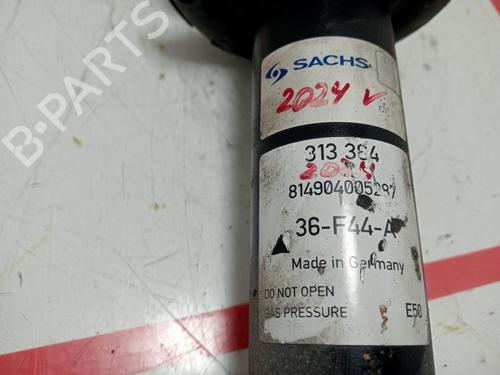 B-PARTS
SACHS
2024 V
313 384
2024
814904005287
36-F44-A
Made in Germany
DO NOT OPEN
GAS PRESSURE E50